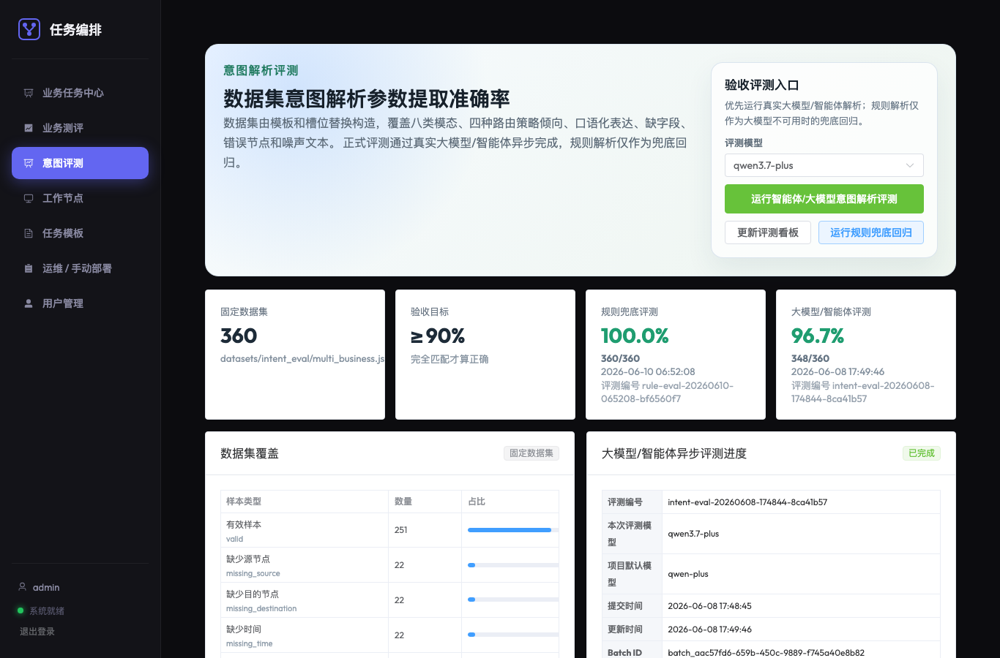 任务编排
业务任务中心
业务测评
意图评测
工作节点
任务模板
运维 / 手动部署
用户管理
admin
系统就绪
退出登录
意图解析评测
数据集意图解析参数提取准确率
数据集由模板和槽位替换构造，覆盖八类模态、四种路由策略倾向、口语化表达、缺字段、
错误节点和噪声文本。 正式评测通过真实大模型/智能体异步完成，规则解析仅作为兜底回
归。
验收评测入口
优先运行真实大模型/智能体解析；规则解析仅
作为大模型不可用时的兜底回归。
评测模型
qwen3.7-plus
运行智能体/大模型意图解析评测
更新评测看板
运行规则兜底回归
固定数据集
360
datasets/intent_eval/multi_business.js
验收目标
≥ 90%
完全匹配才算正确
规则兜底评测
100.0%
360/360
2026-06-10 06:52:08
评测编号 rule-eval-20260610-
065208-bf6560f7
大模型/智能体评测
96.7%
348/360
2026-06-08 17:49:46
评测编号 intent-eval-20260608-
174844-8ca41b57
数据集覆盖
固定数据集
样本类型 数量 占比
有效样本
valid
251
缺少源节点
missing_source
22
缺少目的节点
missing_destination
22
缺少时间
missing_time
22
大模型/智能体异步评测进度
已完成
评测编号 intent-eval-20260608-174844-8ca41b57
本次评测模
型
qwen3.7-plus
项目默认模
型
qwen-plus
提交时间 2026-06-08 17:48:45
更新时间 2026-06-08 17:49:46
Batch ID batch_aac57fd6-659b-450c-9889-f745a40e8b82